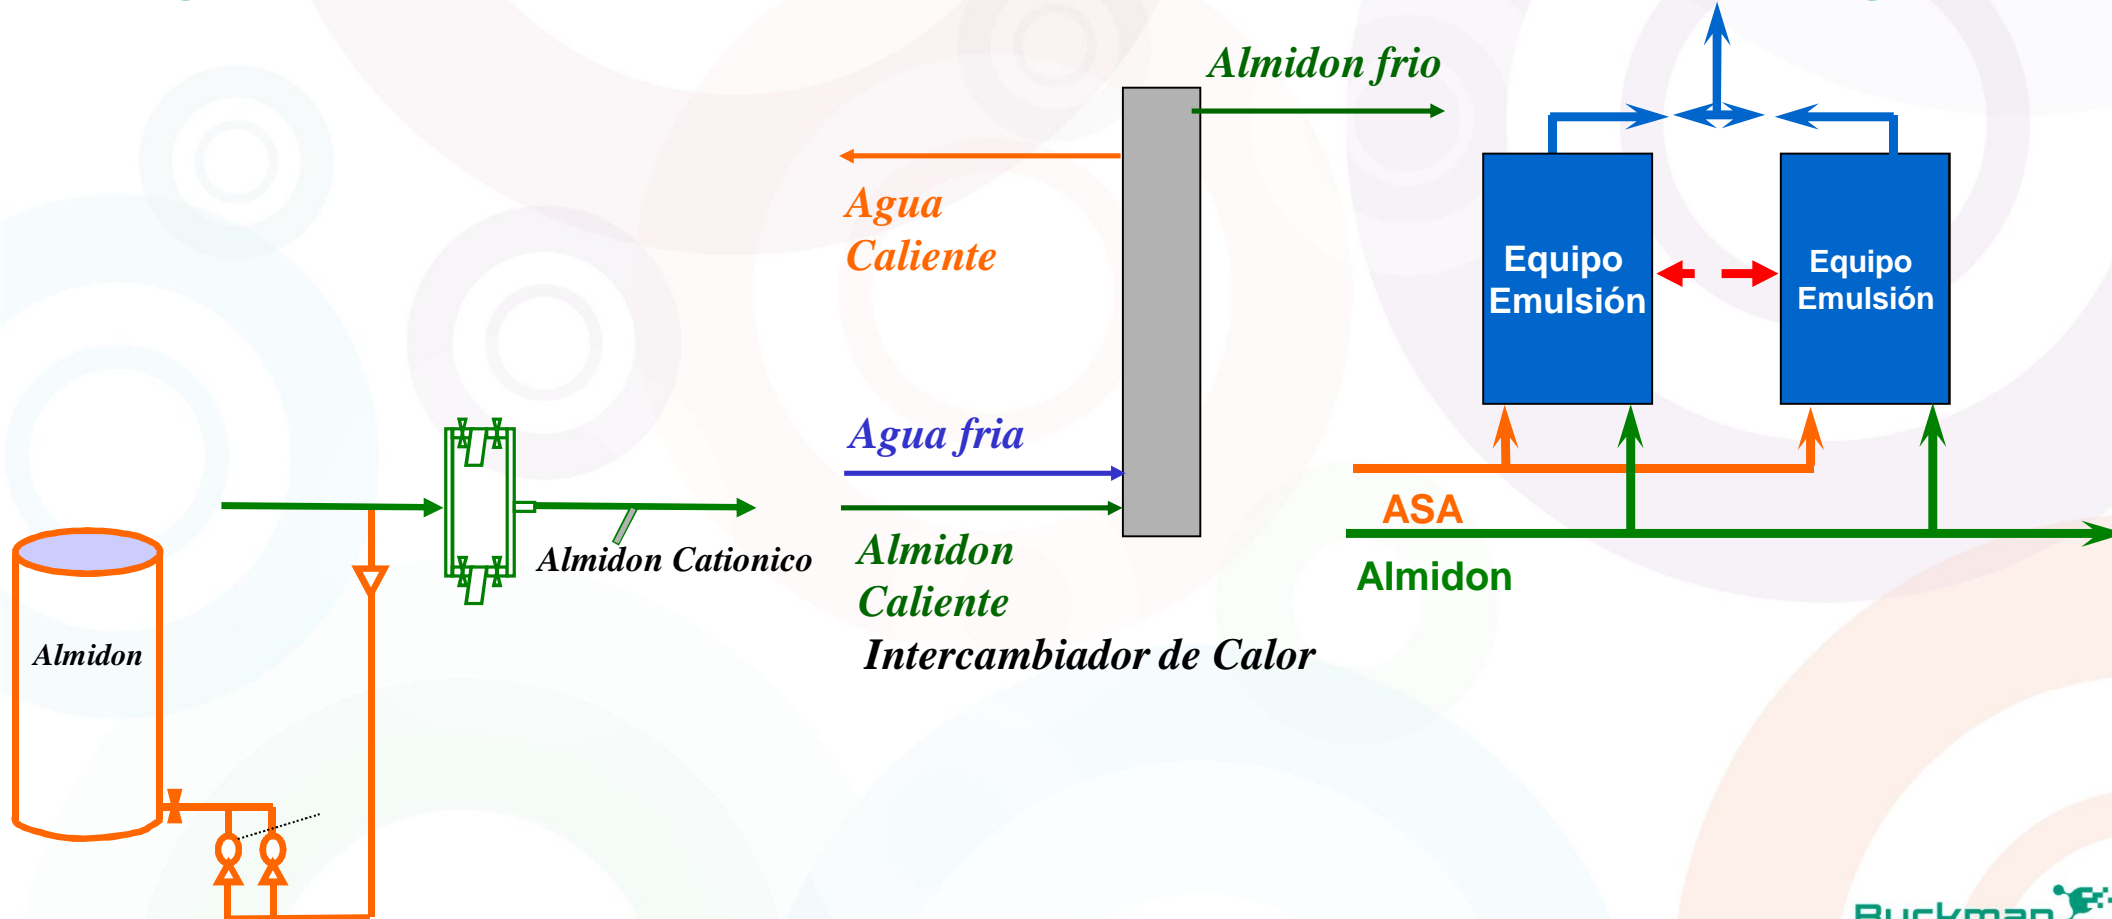 Almidon frio
Agua
Caliente
Equipo
Emulsión
Equipo
Emulsión
Agua fria
ASA
Almidon Cationico
Almidon
Caliente
Almidon
Almidon
Intercambiador de Calor
Buckman